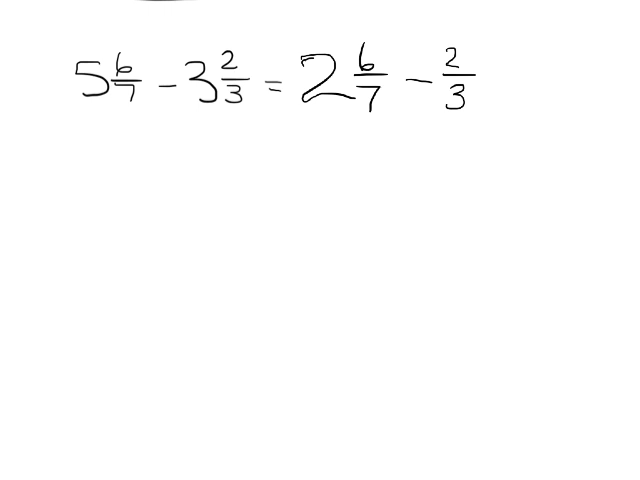 5 6/7 - 3 2/3 = 2 6/7 - 2/3